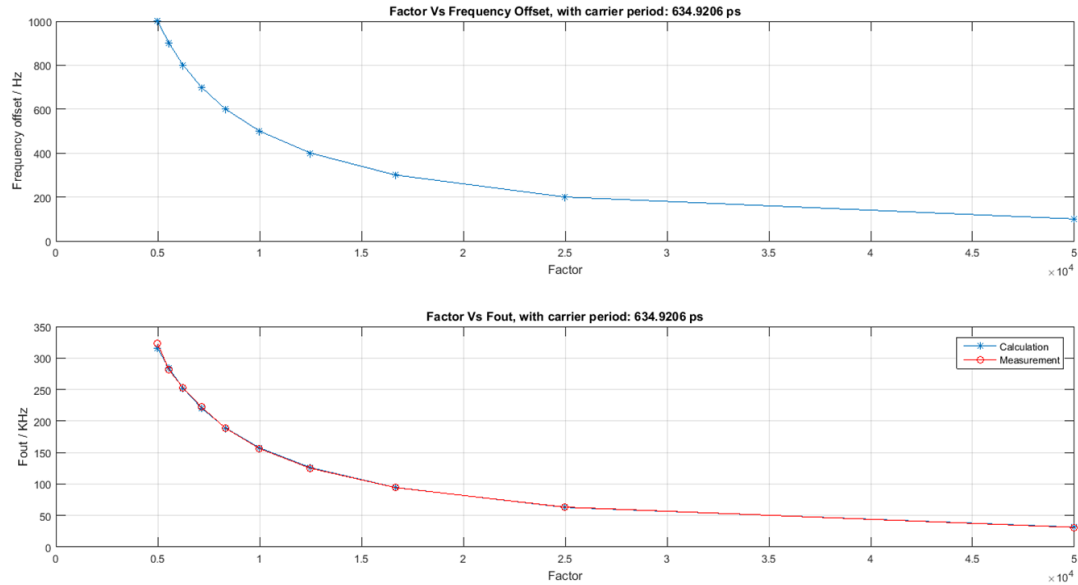 Factor Vs Frequency Offset, with carrier period: 634.9206 ps
Frequency offset / Hz
1000
800
600
400
200
0
0 0.5 1 1.5 2 2.5 3 3.5 4 4.5 5
×10⁴
Factor
Factor Vs Fout, with carrier period: 634.9206 ps
Fout / KHz
350
300
250
200
150
100
50
0
Calculation
Measurement
0 0.5 1 1.5 2 2.5 3 3.5 4 4.5 5
×10⁴
Factor